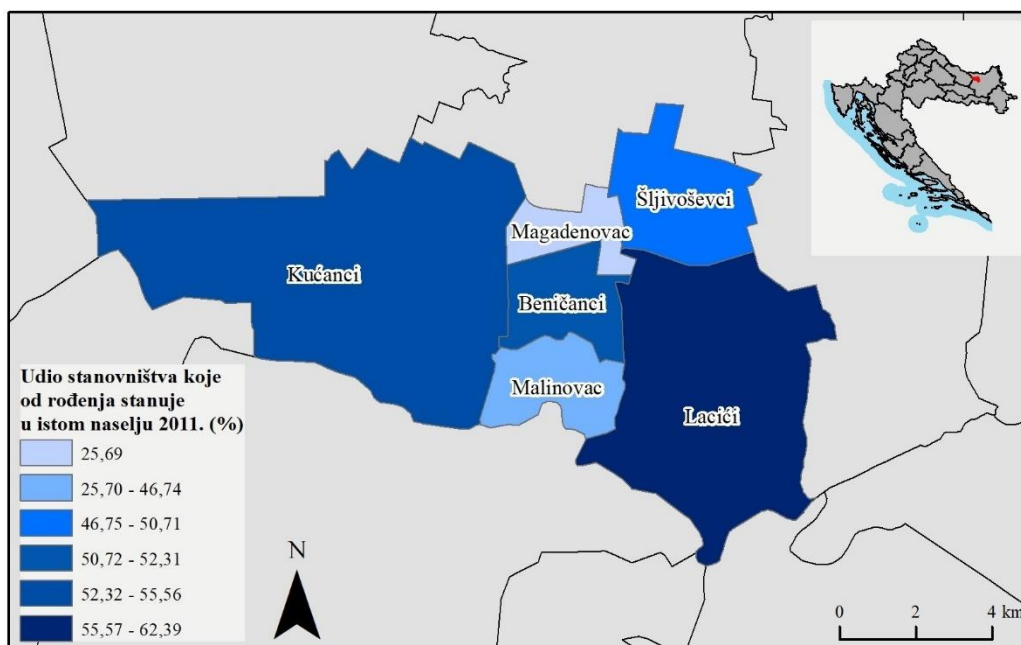 Šljivoševci
Magadenovac
Kućanci
Beničanci
Malinovac
Lacići
Udio stanovništva koje
od rođenja stanuje
u istom naselju 2011. (%)
25,69
25,70 - 46,74
46,75 - 50,71
50,72 - 52,31
52,32 - 55,56
55,57 - 62,39
N
0 2 4 km